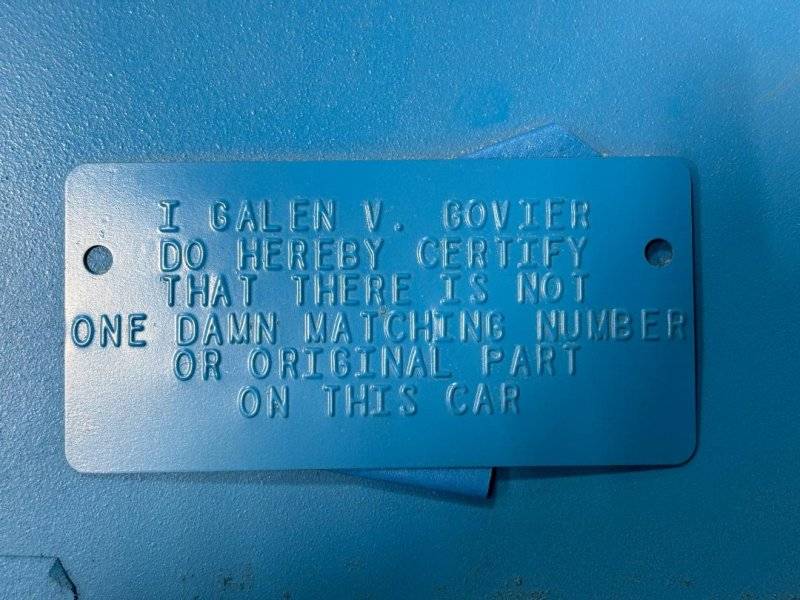 I GALEN V. GOVIER
DO HEREBY CERTIFY
THAT THERE IS NOT
ONE DAMN MATCHING NUMBER
OR ORIGINAL PART
ON THIS CAR